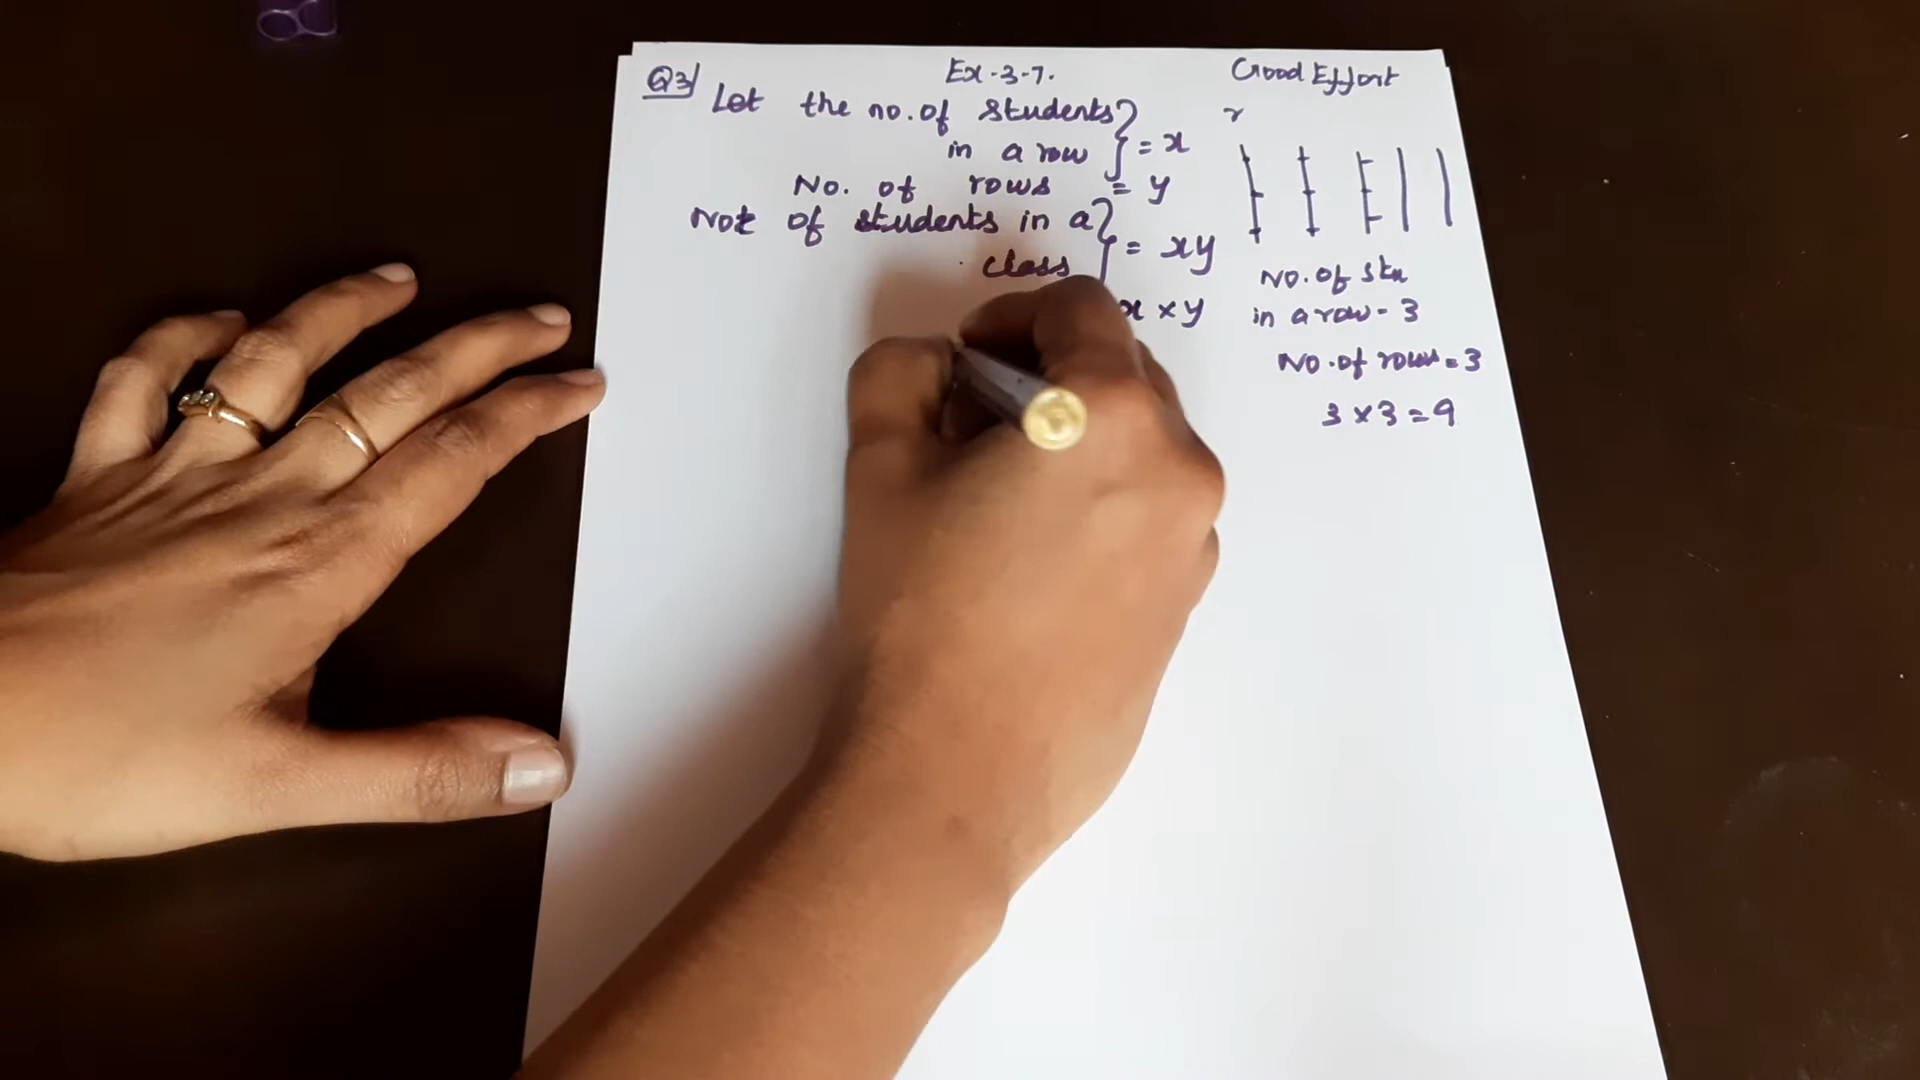 Q3/ Ex-3-7. Good Effort
Let the no. of students
in a row } = x
No. of rows = y
Not of students in a
class } = xy
x × y
No. of stu
in a row - 3
No. of rows = 3
3 × 3 = 9